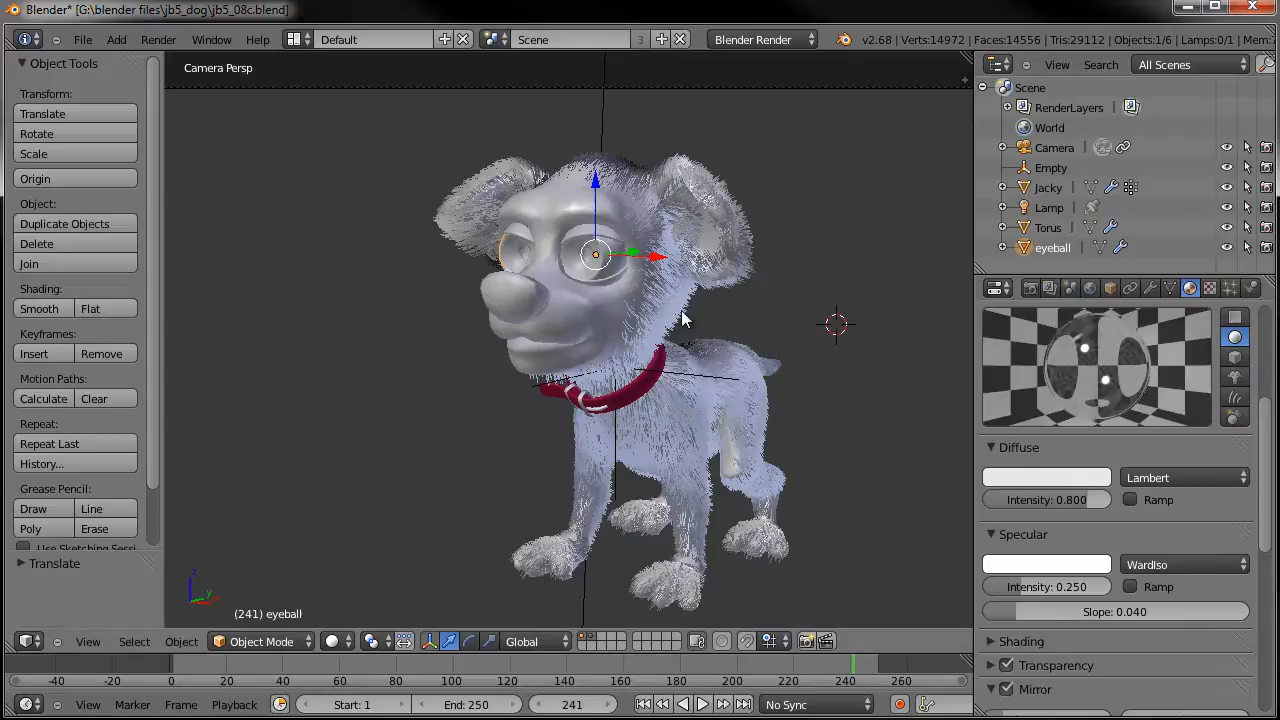 Blender* [G:\blender files\jb5_dog\jb5_08c.blend]
File Add Render Window Help Default Scene 3 Blender Render v2.68 | Verts:14972 | Faces:14556 | Tris:29112 | Objects:1/6 | Lamps:0/1 | Mem:
Object Tools
Transform:
Translate
Rotate
Scale
Origin
Object:
Duplicate Objects
Delete
Join
Shading:
Smooth Flat
Keyframes:
Insert Remove
Motion Paths:
Calculate Clear
Repeat:
Repeat Last
History...
Grease Pencil:
Draw Line
Poly Erase
Use Sketching Sessi
Translate
Camera Persp
(241) eyeball
z
y
x
View Select Object Object Mode Global
-40 -20 0 20 40 60 80 100 120 140 160 180 200 220 240 260
View Marker Frame Playback Start: 1 End: 250 241 No Sync
View Search All Scenes
Scene
RenderLayers
World
Camera
Empty
Jacky
Lamp
Torus
eyeball
Diffuse
Lambert
Intensity: 0.800 Ramp
Specular
WardIso
Intensity: 0.250 Ramp
Slope: 0.040
Shading
Transparency
Mirror